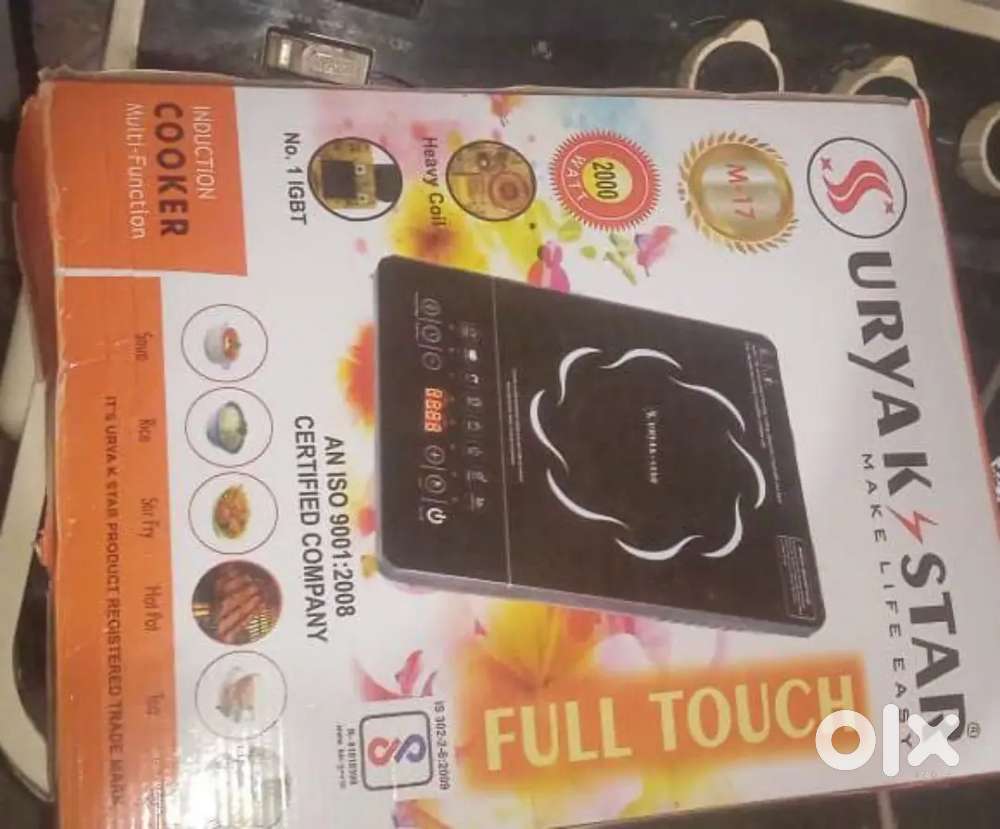 URYA K STAR®
MAKE LIFE EASY
M-17
2000
WATT
Heavy Coil
No. 1 IGBT
INDUCTION
COOKER
Multi-Function
FULL TOUCH
AN ISO 9001:2008
CERTIFIED COMPANY
IS 302-2-6:2009
Rice
Stir Fry
Hot Pot
IT'S URYA K STAR PRODUCT REGISTERED TRADE MARK
olx